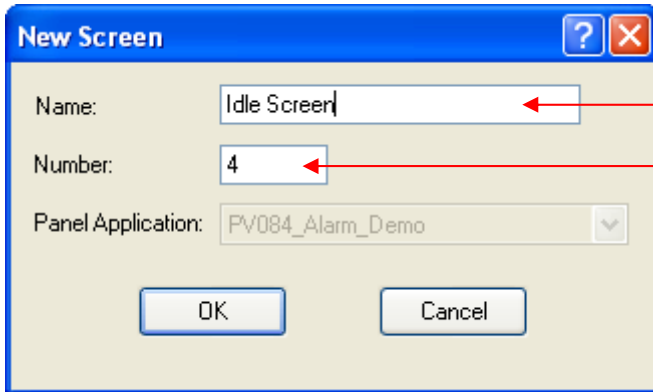 New Screen
Name: Idle Screen
Number: 4
Panel Application: PV084_Alarm_Demo
OK Cancel